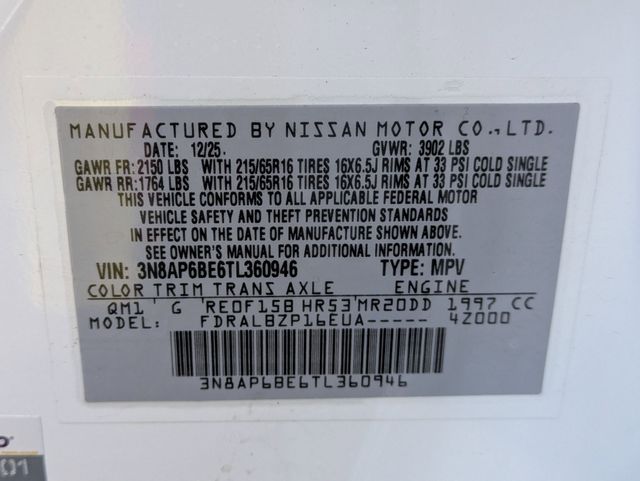 MANUFACTURED BY NISSAN MOTOR CO., LTD.
DATE: 12/25. GVWR: 3902 LBS
GAWR FR: 2150 LBS WITH 215/65R16 TIRES 16X6.5J RIMS AT 33 PSI COLD SINGLE
GAWR RR: 1764 LBS WITH 215/65R16 TIRES 16X6.5J RIMS AT 33 PSI COLD SINGLE
THIS VEHICLE CONFORMS TO ALL APPLICABLE FEDERAL MOTOR
VEHICLE SAFETY AND THEFT PREVENTION STANDARDS
IN EFFECT ON THE DATE OF MANUFACTURE SHOWN ABOVE.
SEE OWNER'S MANUAL FOR ADDITIONAL INFORMATION.
VIN: 3N8AP6BE6TL360946 TYPE: MPV
COLOR TRIM TRANS AXLE ENGINE
QM1 G RE0F15B HR53 MR20DD 1997 CC
MODEL: FDRALBZP16EUA----- 4Z000
3N8AP6BE6TL360946
01